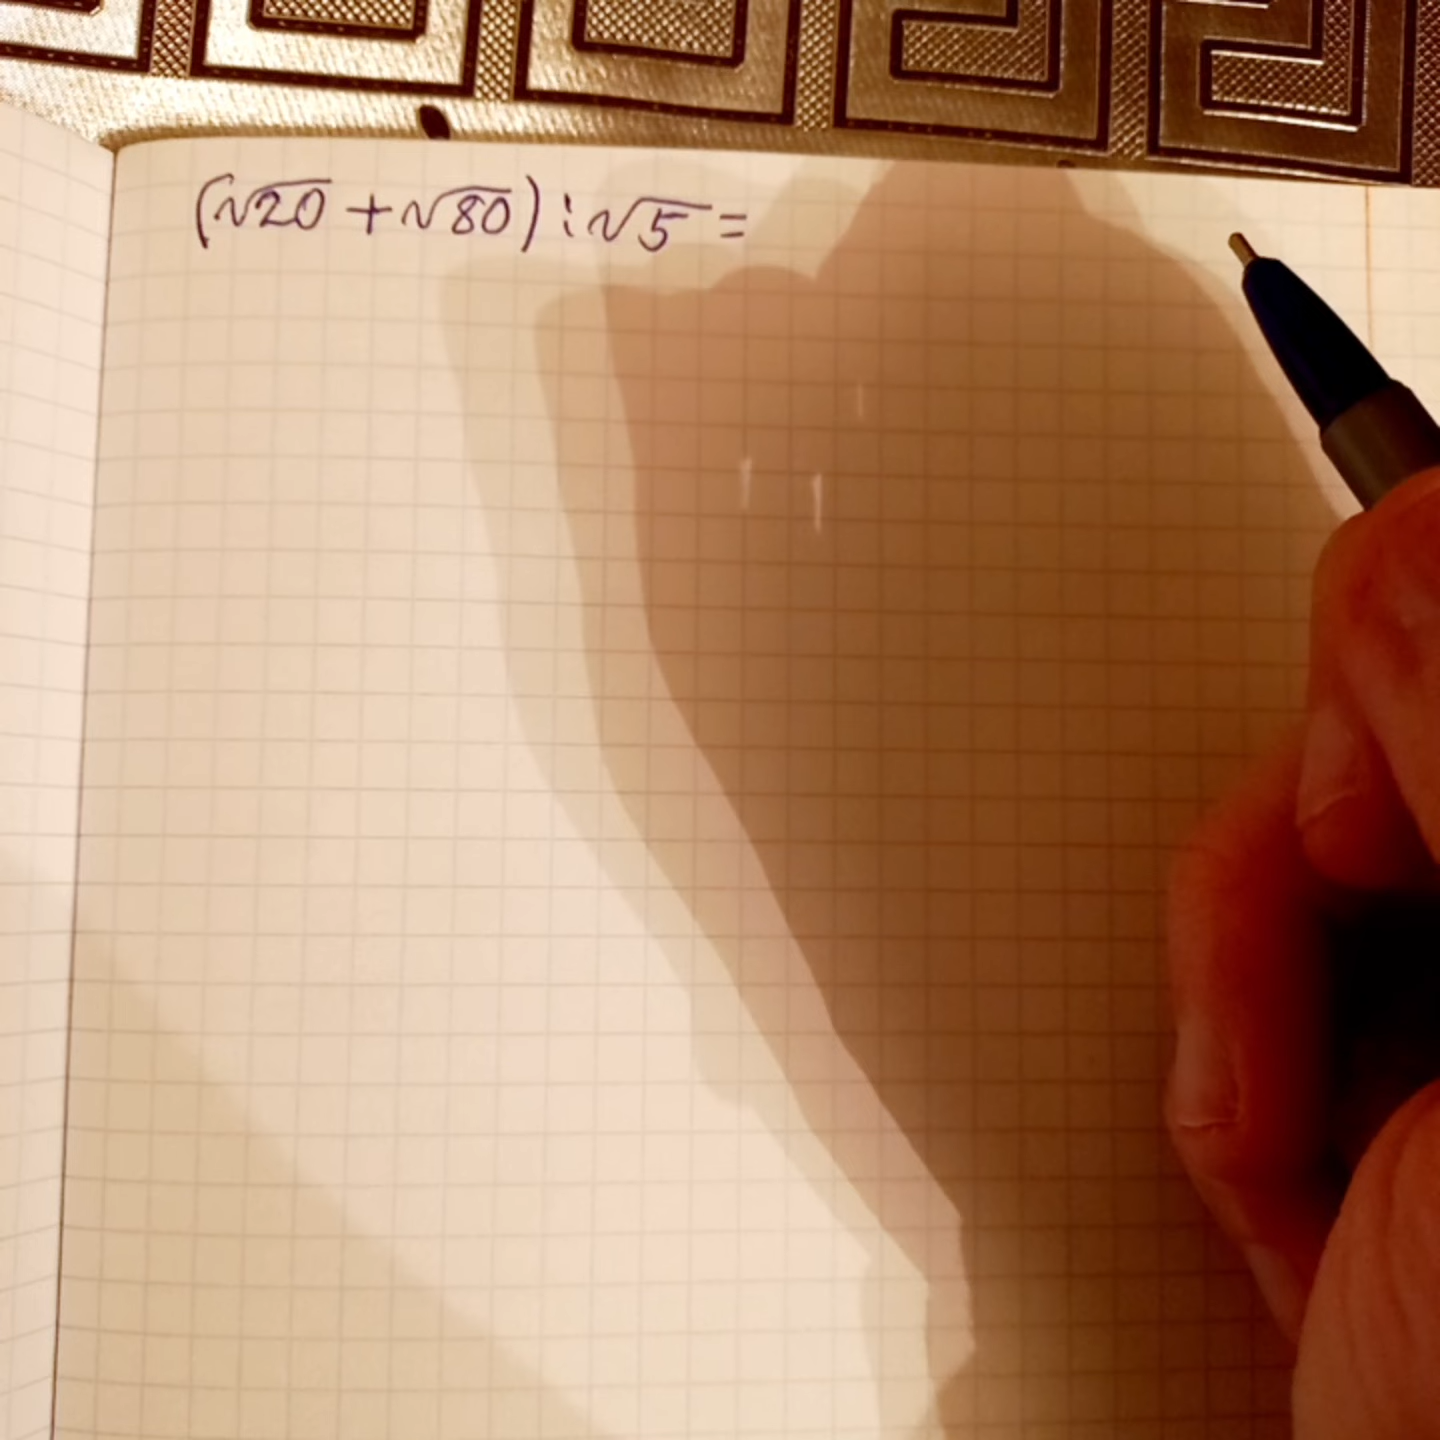 (√20 + √80) : √5 =